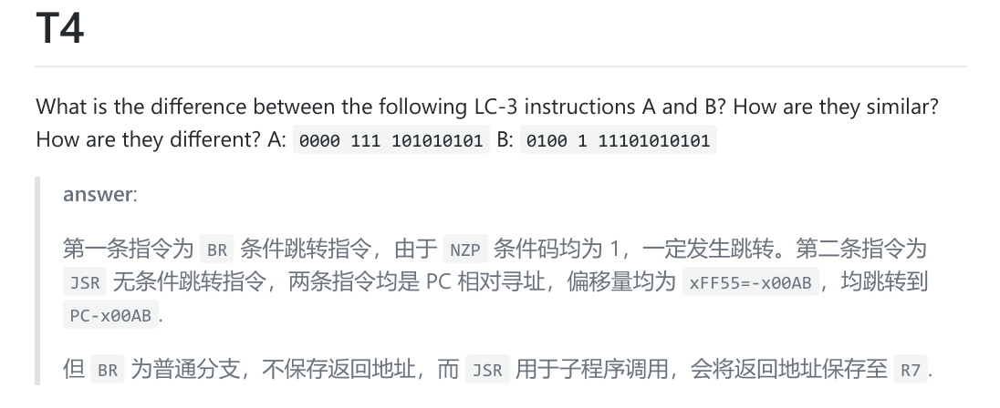 T4
What is the difference between the following LC-3 instructions A and B? How are they similar?
How are they different? A: 0000 111 101010101 B: 0100 1 11101010101
answer:
第一条指令为 BR 条件跳转指令，由于 NZP 条件码均为 1，一定发生跳转。第二条指令为
JSR 无条件跳转指令，两条指令均是 PC 相对寻址，偏移量均为 xFF55=-x00AB，均跳转到
PC-x00AB.
但 BR 为普通分支，不保存返回地址，而 JSR 用于子程序调用，会将返回地址保存至 R7.